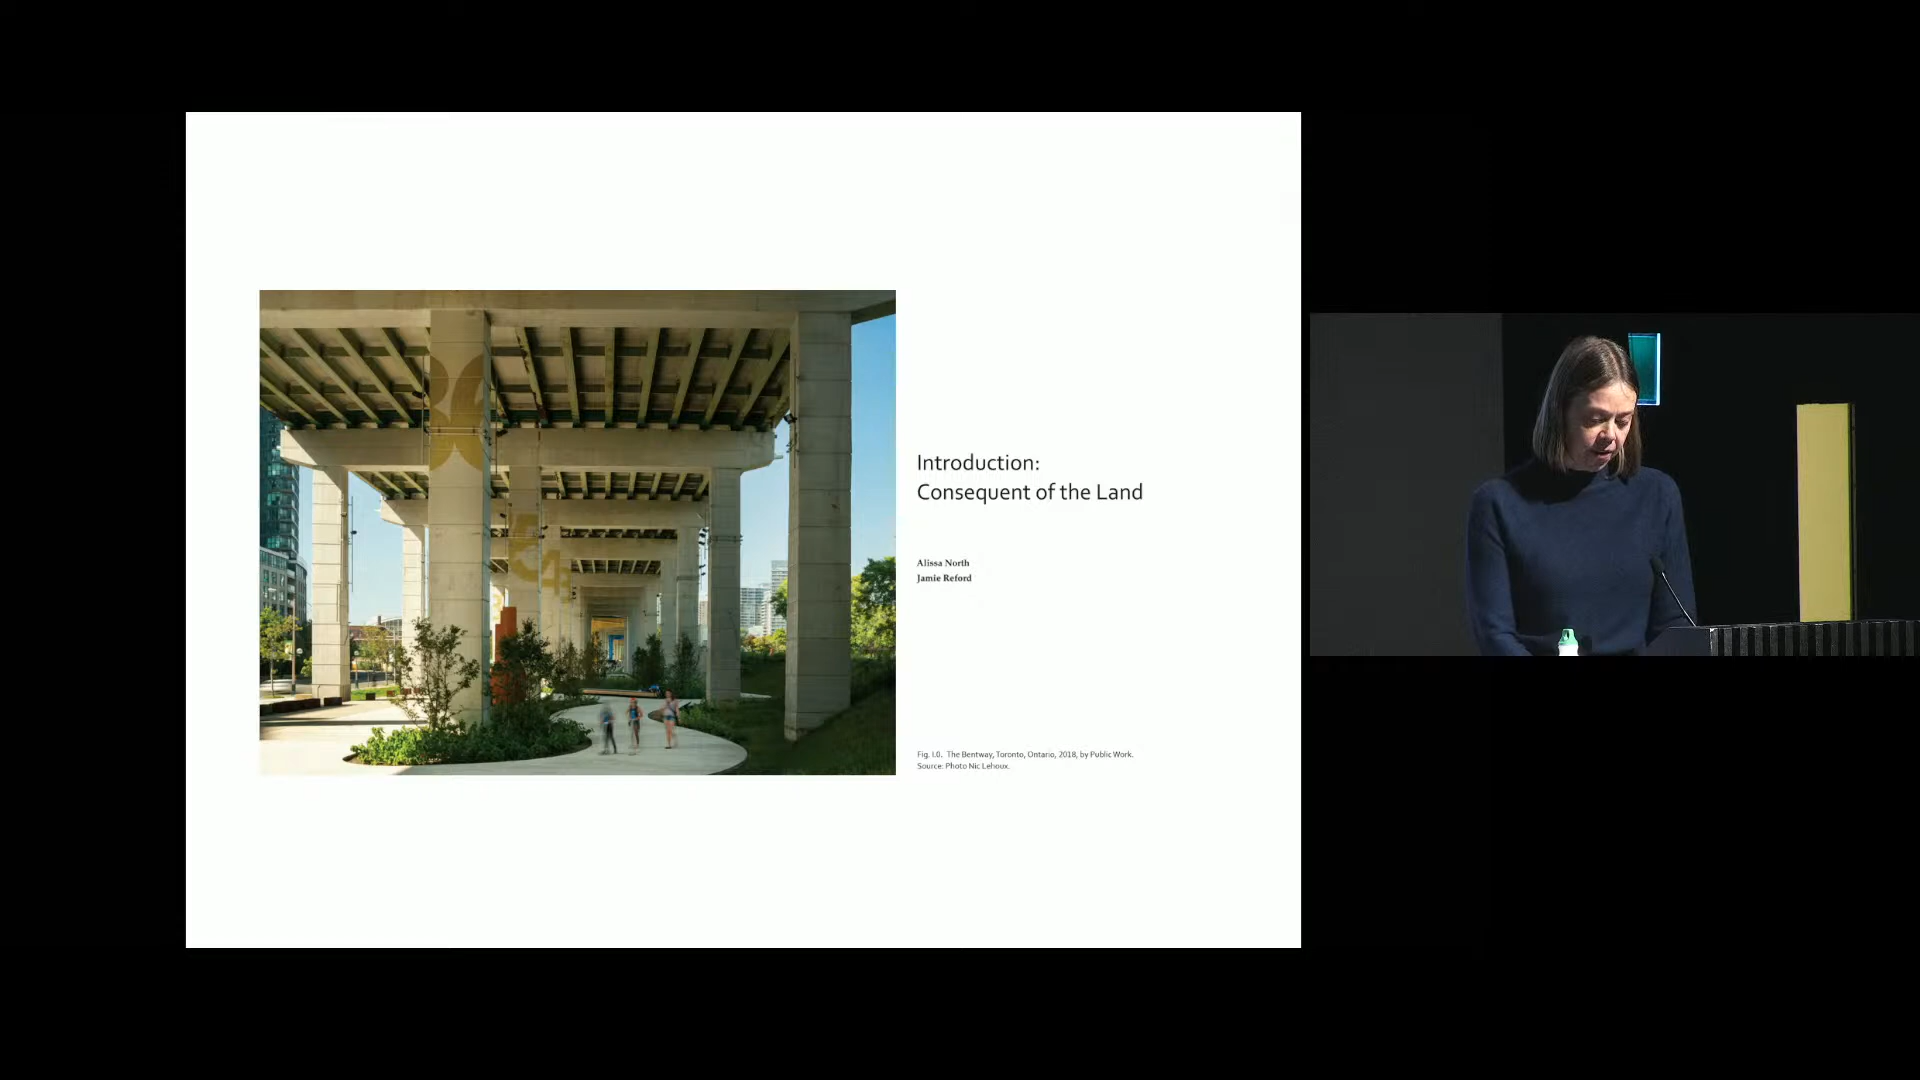 Introduction:
Consequent of the Land
Alissa North
Jamie Reford
Fig. I.0. The Bentway, Toronto, Ontario, 2018, by Public Work.
Source: Photo Nic Lehoux.